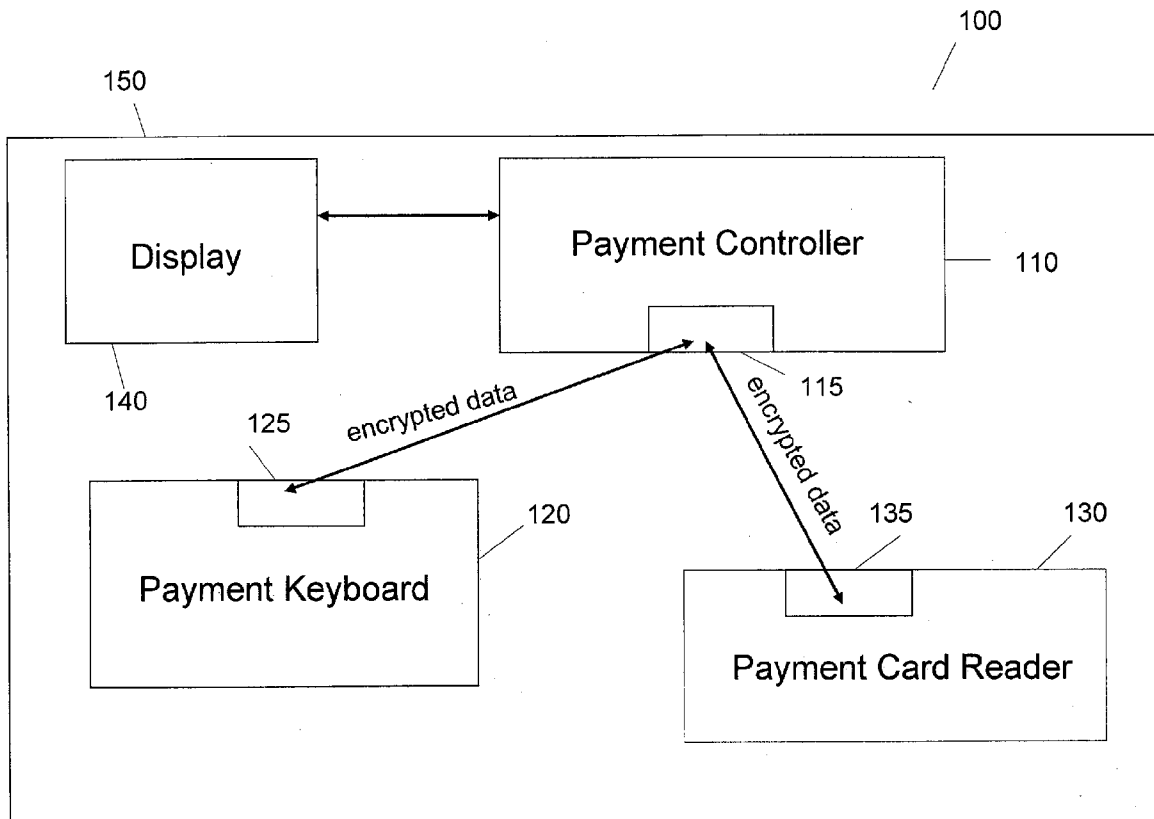 100
150
Display
Payment Controller
110
140
115
encrypted data
encrypted data
125
120
Payment Keyboard
135
130
Payment Card Reader